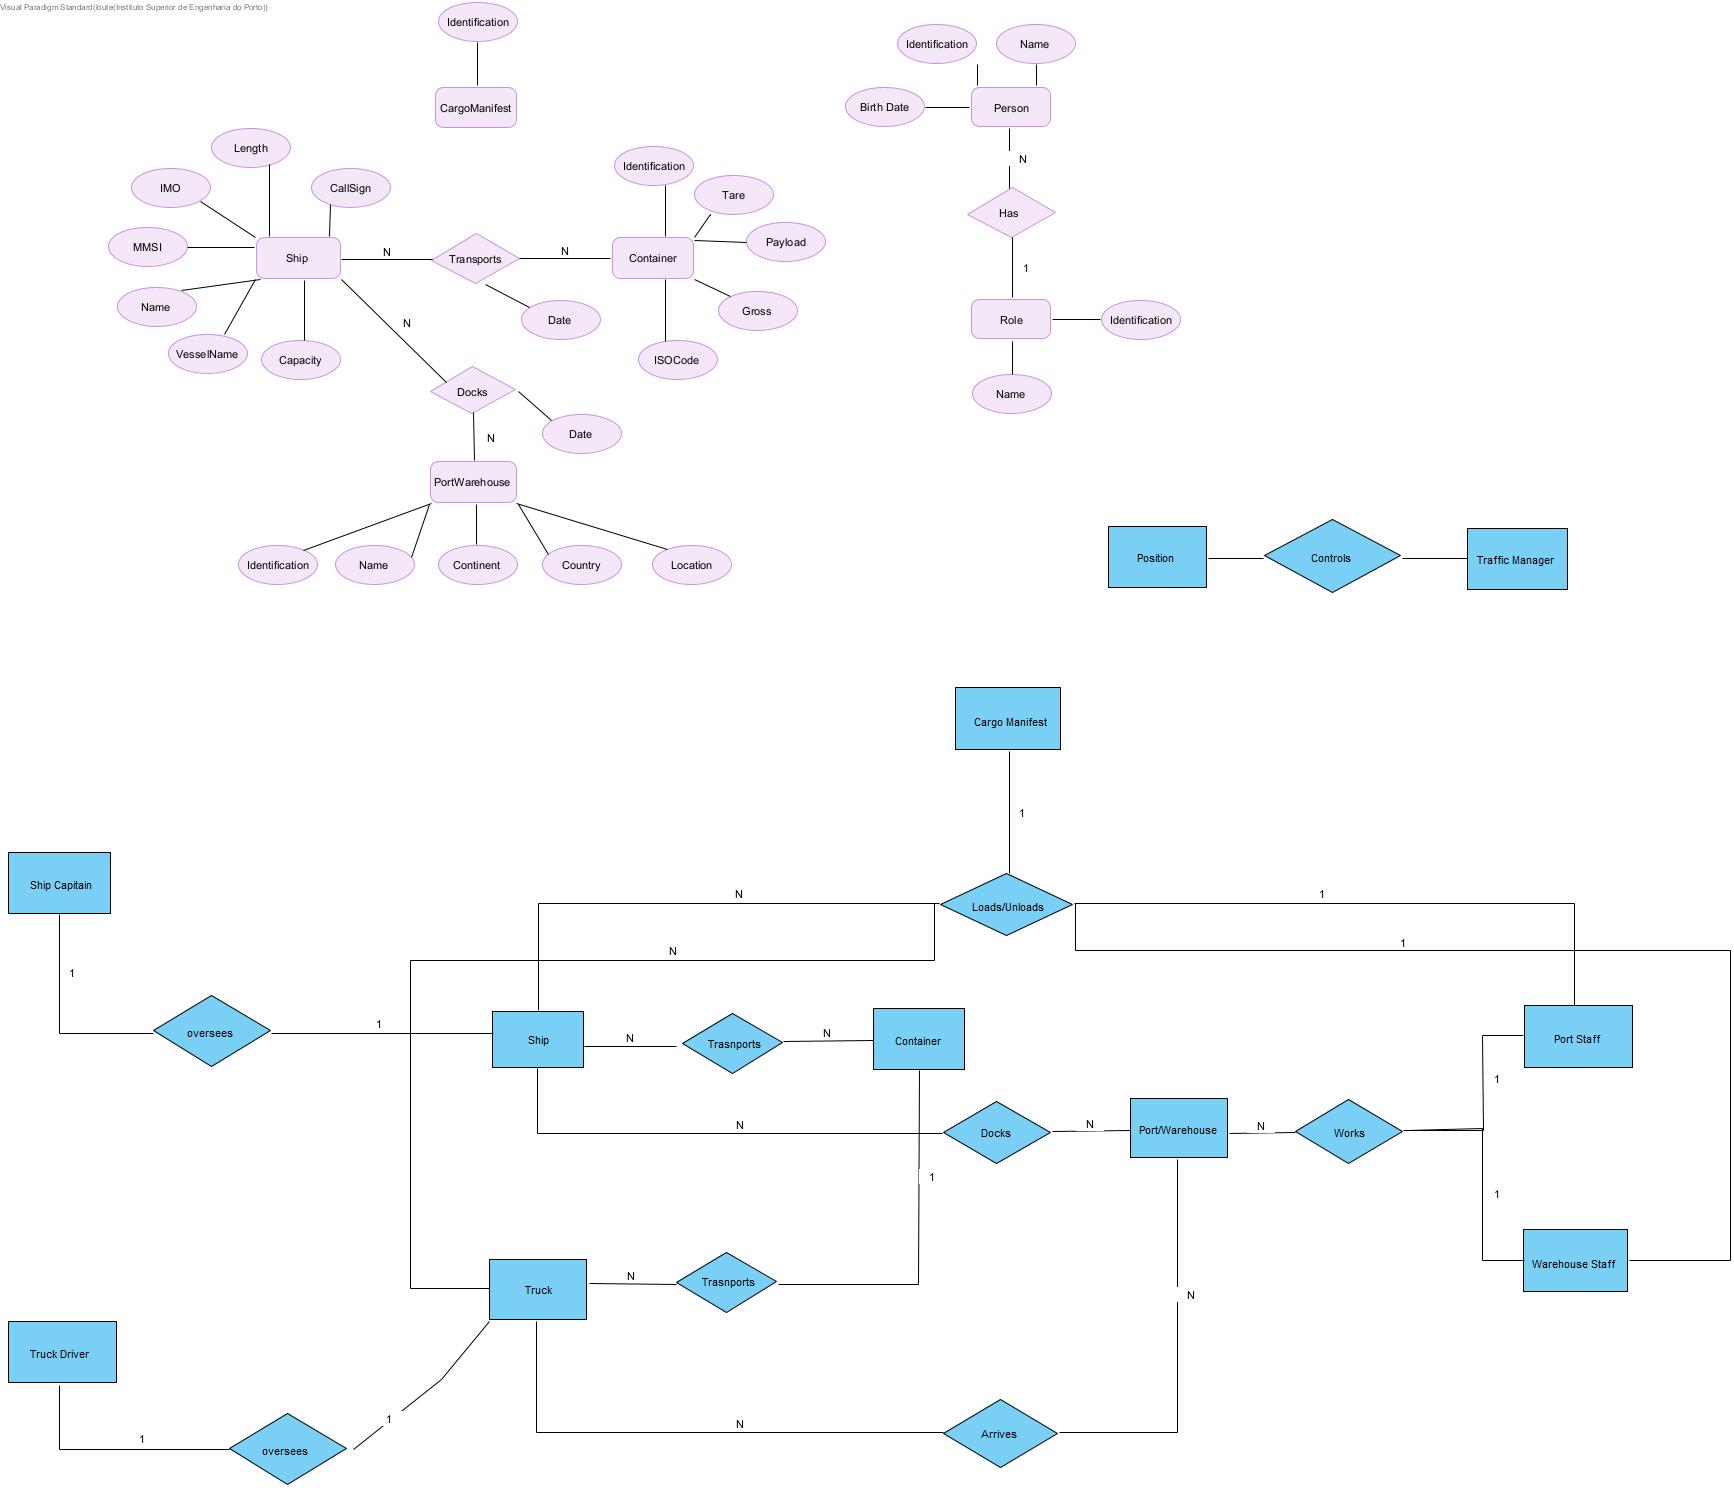 Visual Paradigm Standard(loute(Instituto Superior de Engenharia do Porto))
Identification
CargoManifest
Identification
Name
Birth Date
Person
N
Has
1
Role
Identification
Name
Length
IMO
CallSign
MMSI
Ship
Name
VesselName
Capacity
N
Transports
N
Date
Identification
Tare
Container
Payload
Gross
ISOCode
N
Docks
Date
N
PortWarehouse
Identification
Name
Continent
Country
Location
Position
Controls
Traffic Manager
Cargo Manifest
1
Ship Capitain
N
Loads/Unloads
1
N
1
1
oversees
1
Ship
N
Trasnports
N
Container
Port Staff
1
N
Docks
N
Port/Warehouse
N
Works
1
1
Warehouse Staff
Truck
N
Trasnports
N
Truck Driver
1
1
oversees
N
Arrives